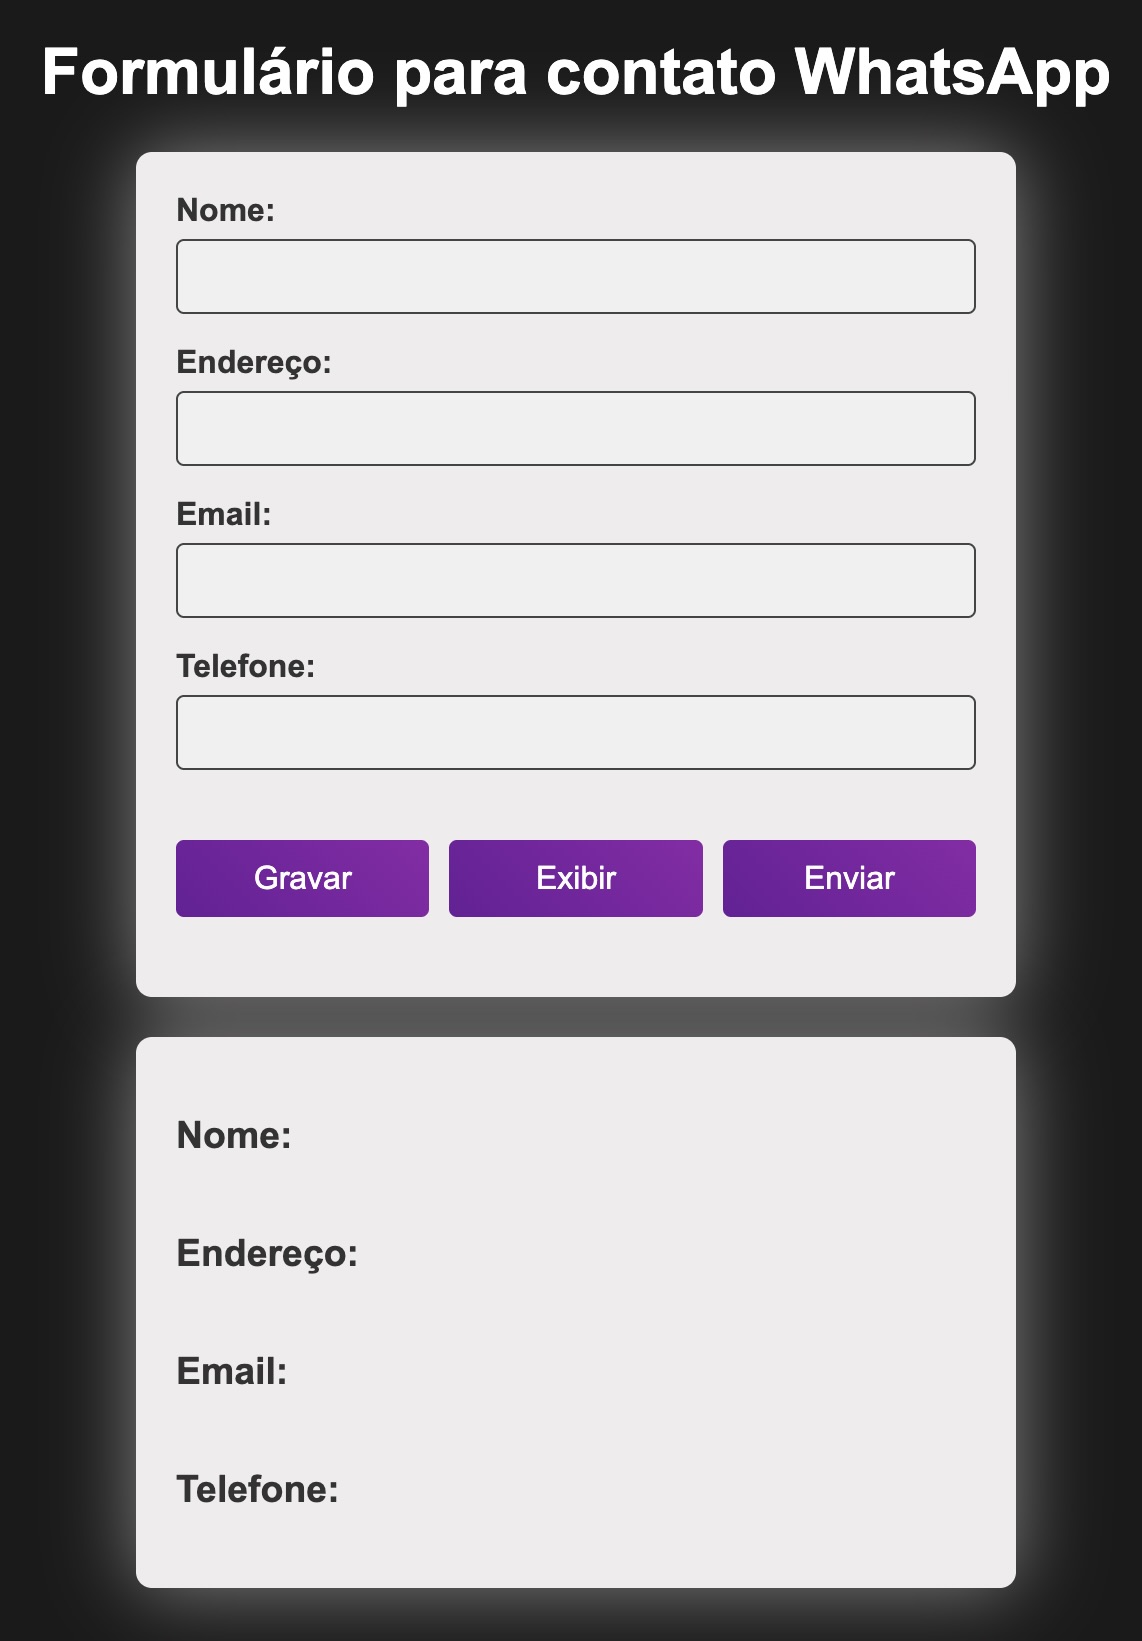 Formulário para contato WhatsApp
Nome:
Endereço:
Email:
Telefone:
Gravar Exibir Enviar
Nome:
Endereço:
Email:
Telefone: